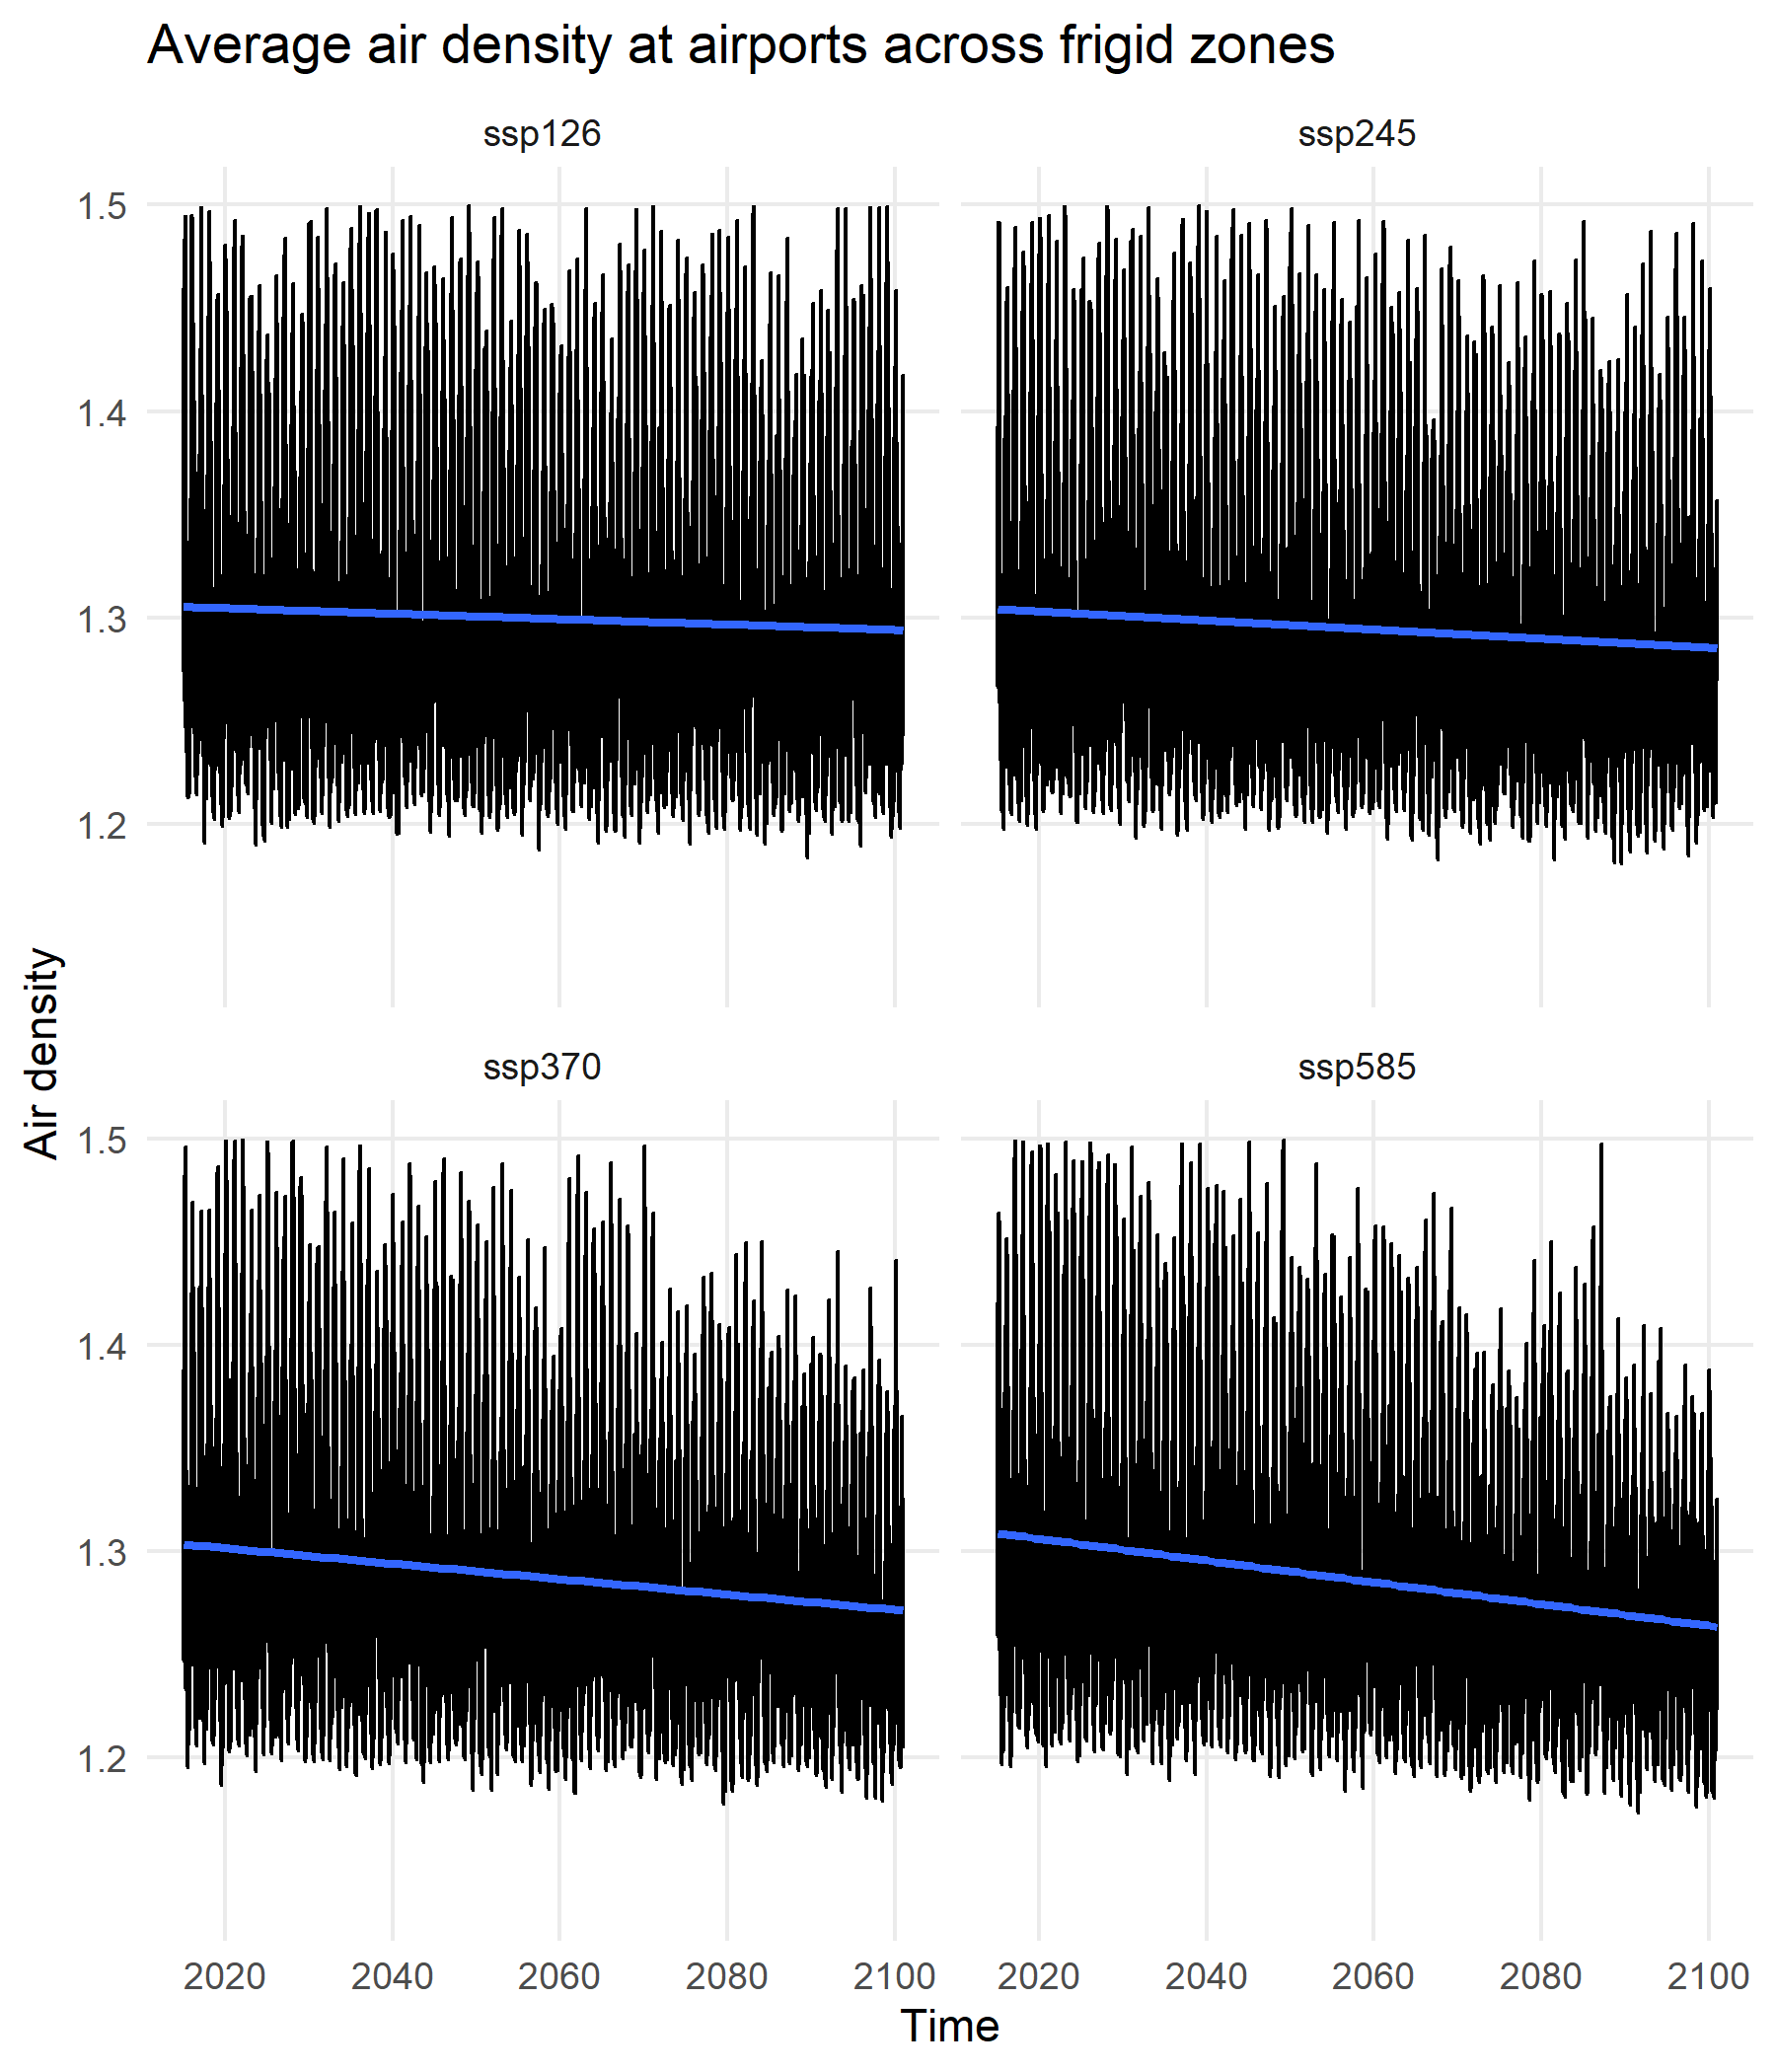 Average air density at airports across frigid zones
ssp126 ssp245
1.5
1.4
1.3
1.2
Air density
ssp370 ssp585
1.5
1.4
1.3
1.2
2020 2040 2060 2080 2100 2020 2040 2060 2080 2100
Time